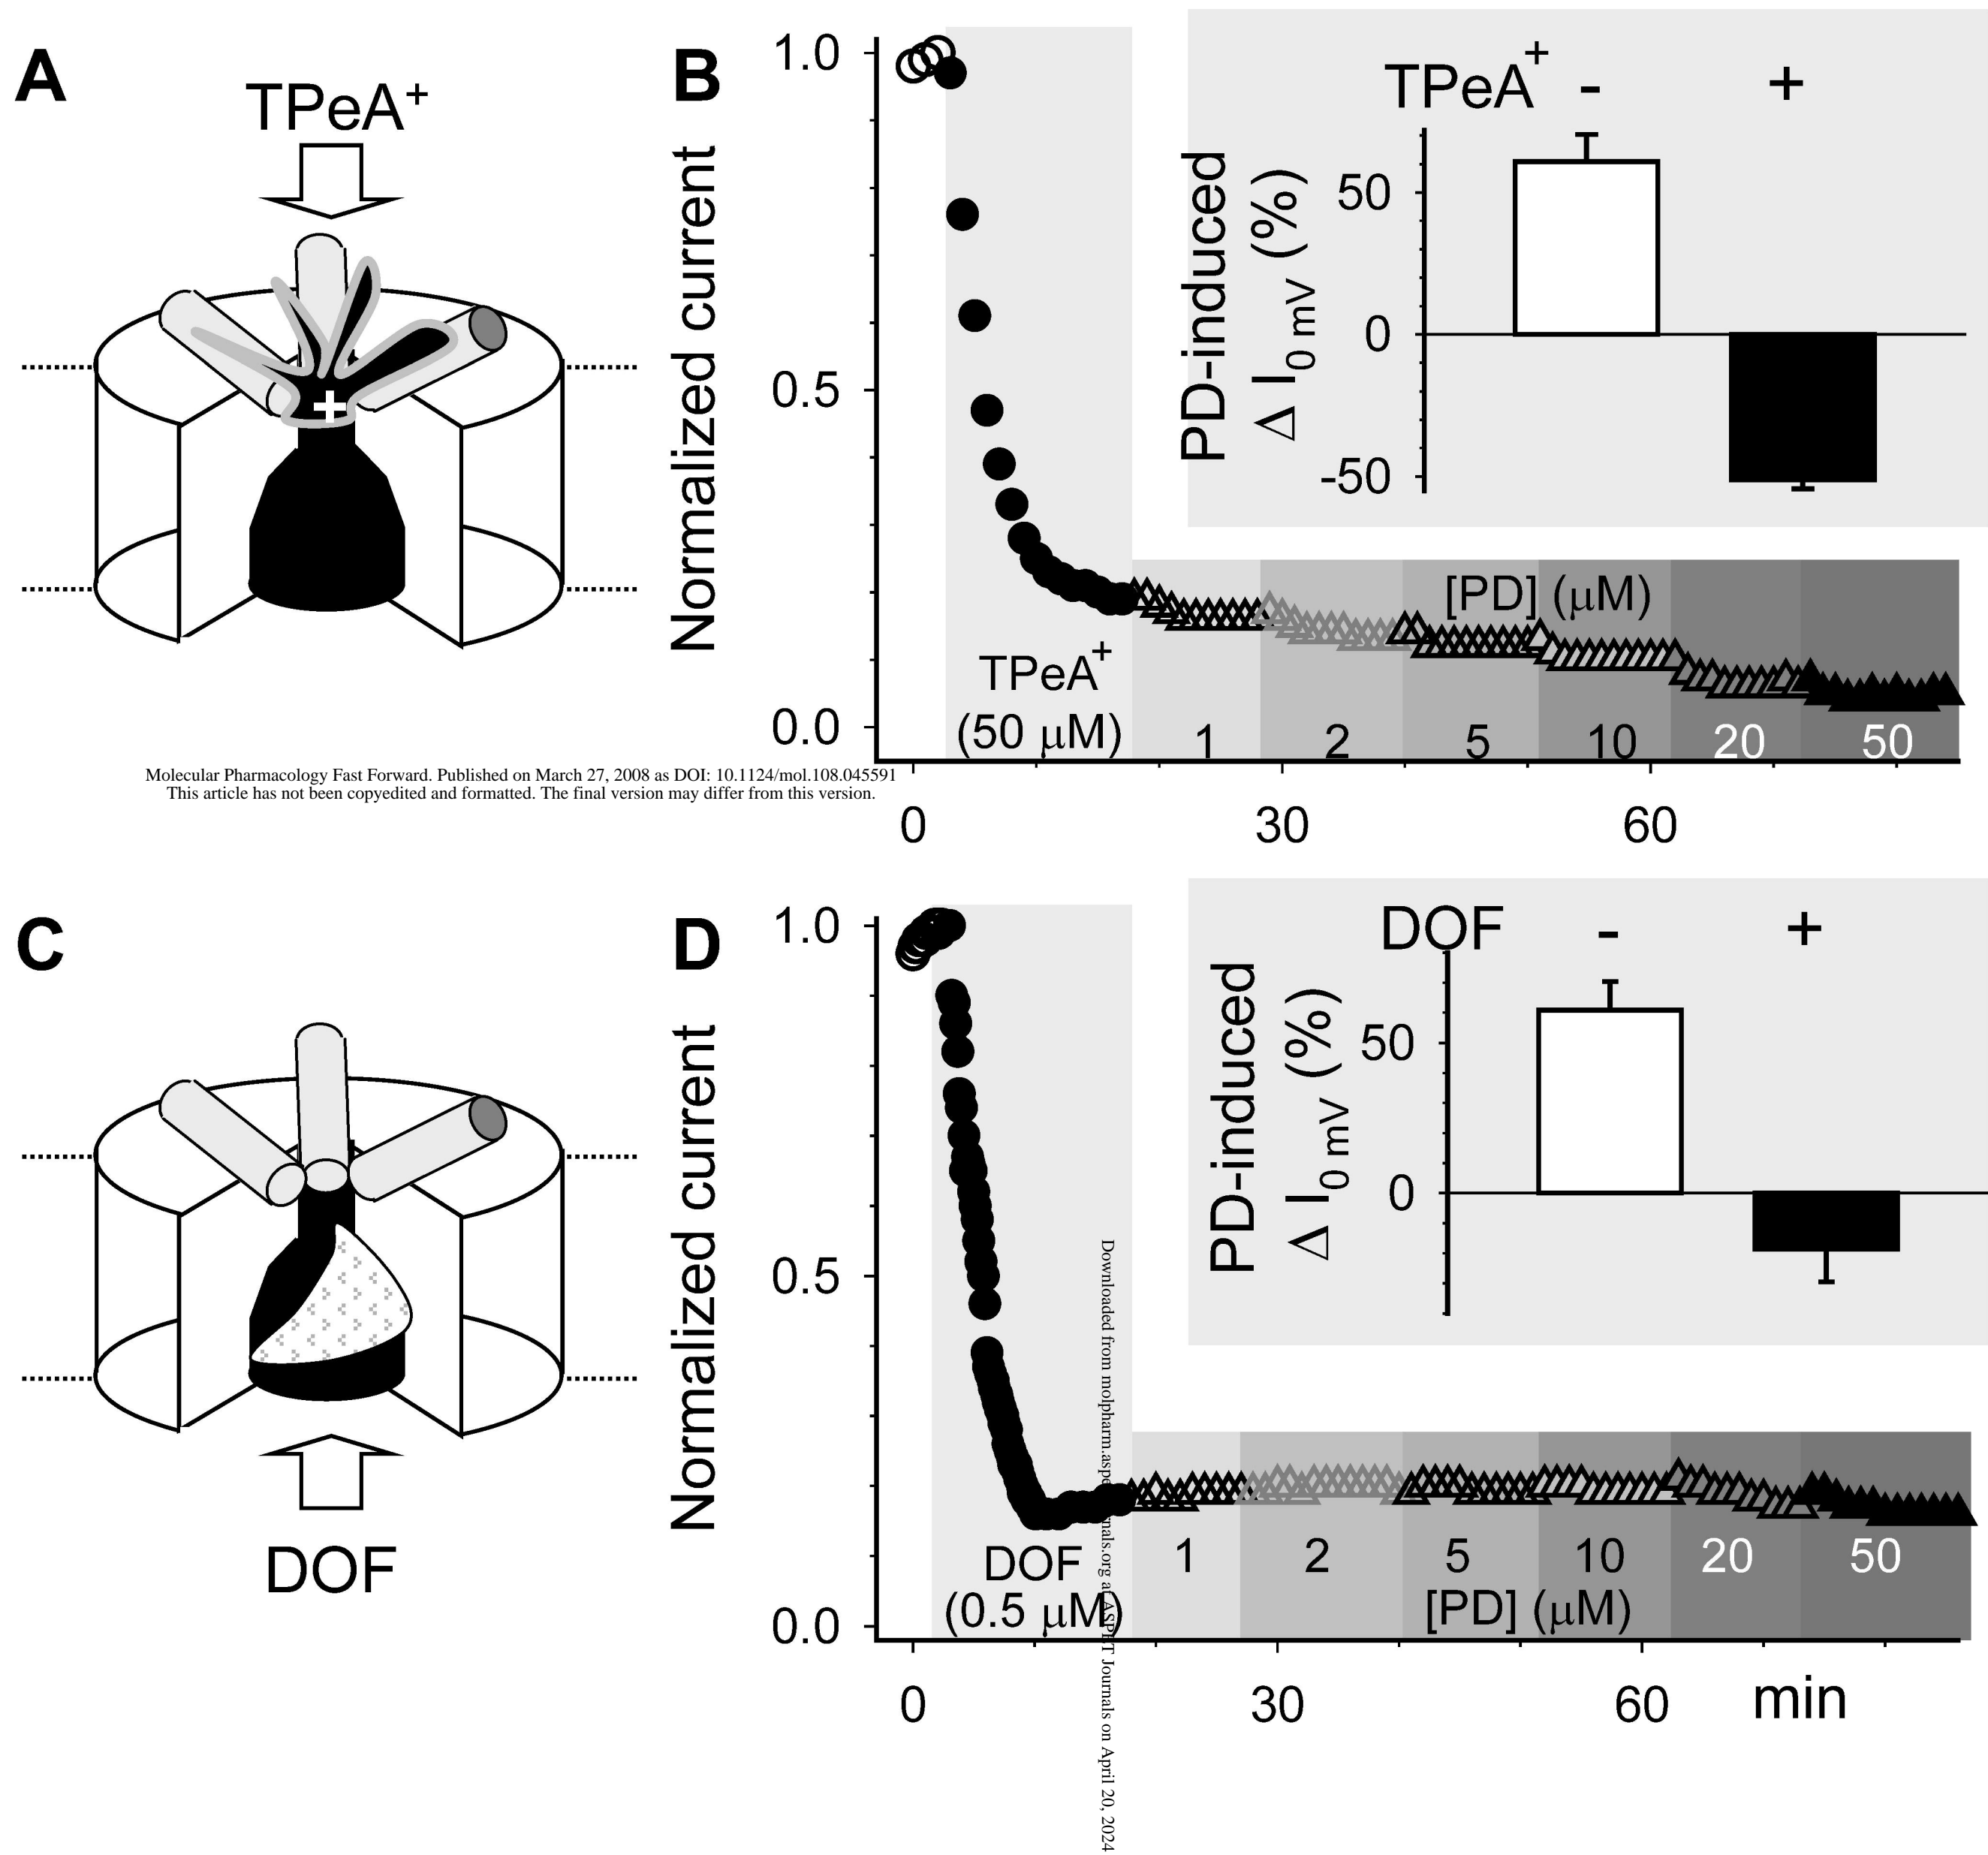 A
TPeA+
B
Normalized current
1.0
0.5
0.0
TPeA+
(50 μM)
TPeA+ - +
PD-induced
Δ I0 mV (%)
50
0
-50
[PD] (μM)
1 2 5 10 20 50
0 30 60
Molecular Pharmacology Fast Forward. Published on March 27, 2008 as DOI: 10.1124/mol.108.045591
This article has not been copyedited and formatted. The final version may differ from this version.
C
DOF
D
Normalized current
1.0
0.5
0.0
DOF
(0.5 μM)
DOF - +
PD-induced
Δ I0 mV (%)
50
0
1 2 5 10 20 50
[PD] (μM)
0 30 60 min
Downloaded from at ASPET Journals on April 20, 2024